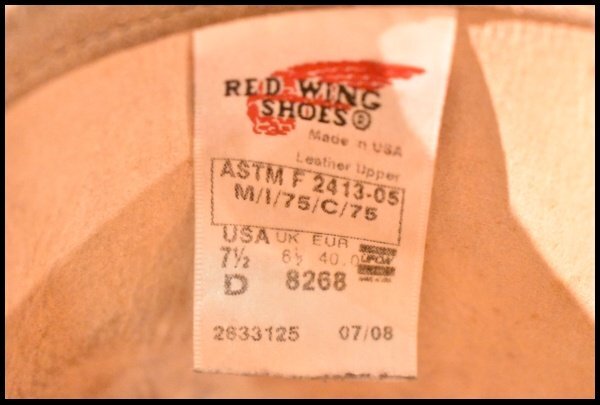 RED WING
SHOES®
Made in USA
Leather Upper
ASTM F 2413-05
M/I/75/C/75
USA UK EUR
7½ 6½ 40.0
UFCW
D 8268
2633125 07/08